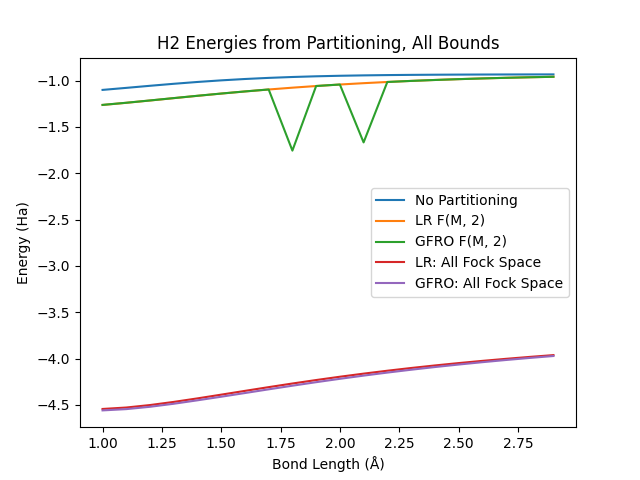 H2 Energies from Partitioning, All Bounds
Energy (Ha)
−1.0
−1.5
−2.0
−2.5
−3.0
−3.5
−4.0
−4.5
No Partitioning
LR F(M, 2)
GFRO F(M, 2)
LR: All Fock Space
GFRO: All Fock Space
1.00 1.25 1.50 1.75 2.00 2.25 2.50 2.75
Bond Length (Å)